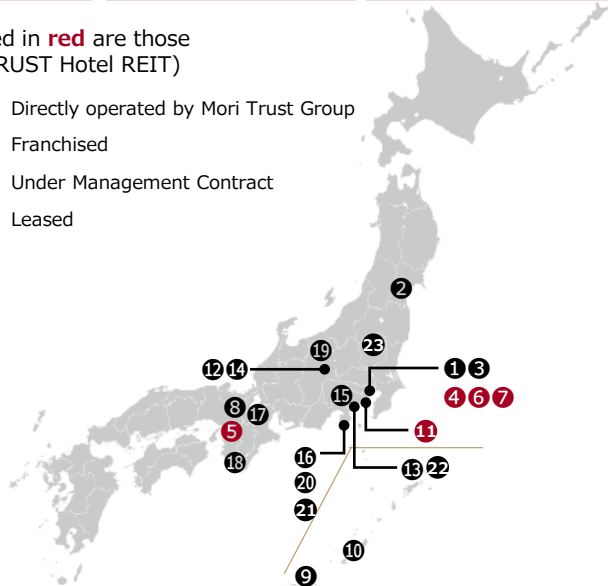 ed in red are those
RUST Hotel REIT)
Directly operated by Mori Trust Group
Franchised
Under Management Contract
Leased
2
23
19
12 14
1 3
15
4 6 7
8 17
5
11
16
18
13 22
20
21
10
9